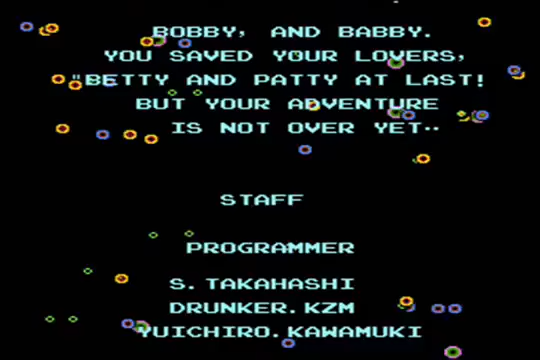 BOBBY, AND BABBY.
YOU SAVED YOUR LOVERS,
"BETTY AND PATTY AT LAST!
BUT YOUR ADVENTURE
IS NOT OVER YET··
STAFF
PROGRAMMER
S.TAKAHASHI
DRUNKER.KZM
YUICHIRO.KAWAMUKI